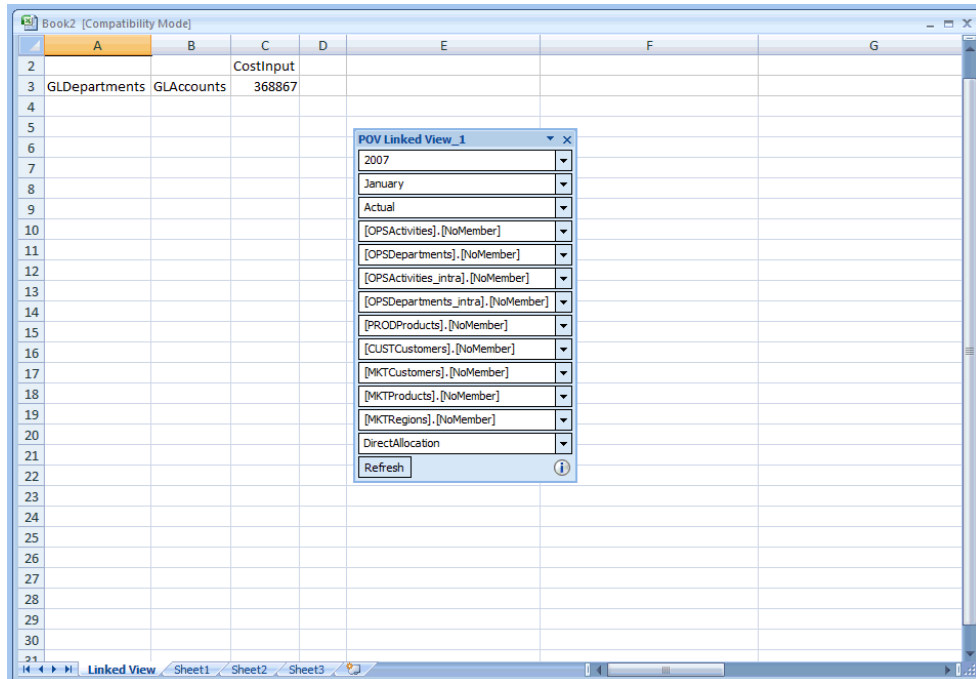 Book2 [Compatibility Mode]
A B C D E F G
2 CostInput
3 GLDepartments GLAccounts 368867
4
5
6
7
8
9
10
11
12
13
14
15
16
17
18
19
20
21
22
23
24
25
26
27
28
29
30
31
POV Linked View_1
2007
January
Actual
[OPSActivities].[NoMember]
[OPSDepartments].[NoMember]
[OPSActivities_intra].[NoMember]
[OPSDepartments_intra].[NoMember]
[PRODProducts].[NoMember]
[CUSTCustomers].[NoMember]
[MKTCustomers].[NoMember]
[MKTProducts].[NoMember]
[MKTRegions].[NoMember]
DirectAllocation
Refresh
Linked View Sheet1 Sheet2 Sheet3